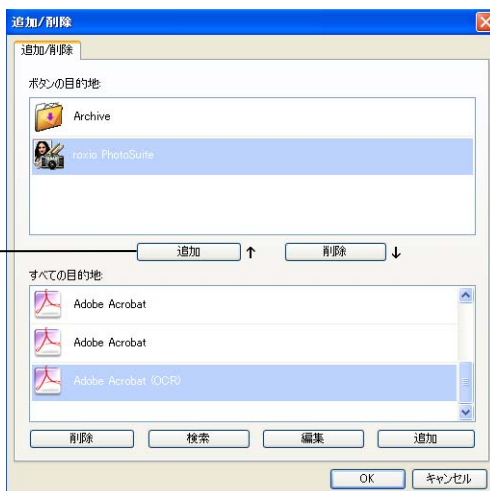 追加/削除
追加/削除
ボタンの目的地:
Archive
roxio PhotoSuite
追加 ↑ 削除 ↓
すべての目的地:
Adobe Acrobat
Adobe Acrobat
Adobe Acrobat (OCR)
削除 検索 編集 追加
OK キャンセル